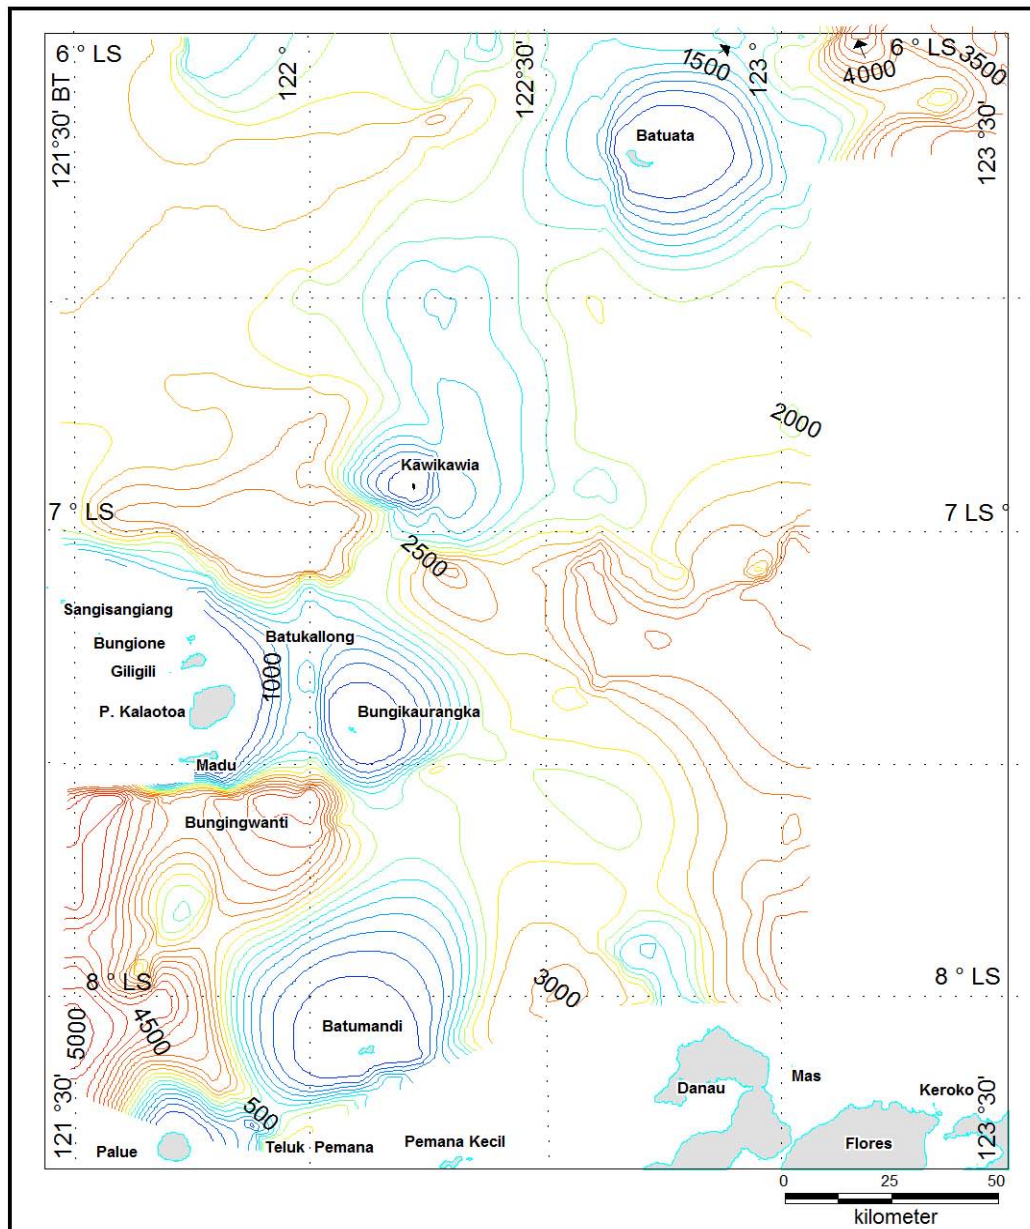 6 ° LS
121°30' BT
122 °
122°30'
1500
123 °
6 ° LS
3500
4000
123 °30'
Batuata
2000
Kawikawia
7 ° LS
7 LS °
2500
Sangisangiang
Bungione
Batukallong
Giligili
1000
P. Kalaotoa
Bungikaurangka
Madu
Bungingwanti
8 ° LS
3000
8 ° LS
5000
4500
Batumandi
121 °30'
500
Danau
Mas
Keroko
123 °30'
Palue
Teluk Pemana
Pemana Kecil
Flores
0 25 50
kilometer